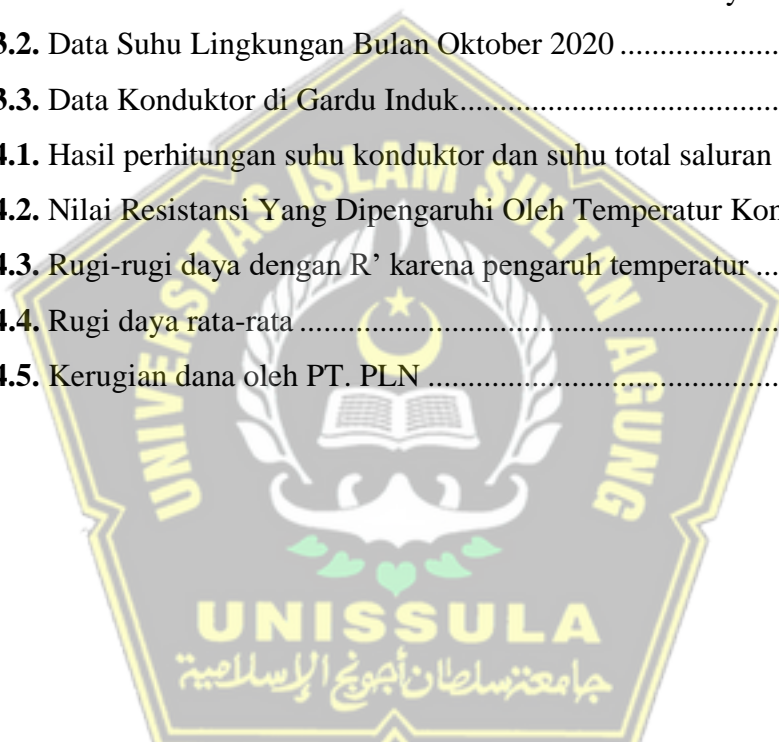 3.2. Data Suhu Lingkungan Bulan Oktober 2020 ...................
3.3. Data Konduktor di Gardu Induk.......................................
4.1. Hasil perhitungan suhu konduktor dan suhu total saluran
4.2. Nilai Resistansi Yang Dipengaruhi Oleh Temperatur Kon
4.3. Rugi-rugi daya dengan R’ karena pengaruh temperatur ...
4.4. Rugi daya rata-rata ...........................................................
4.5. Kerugian dana oleh PT. PLN ...........................................
UNIVERSITAS ISLAM SULTAN AGUNG
UNISSULA
جامعة سلطان أجونج الإسلامية